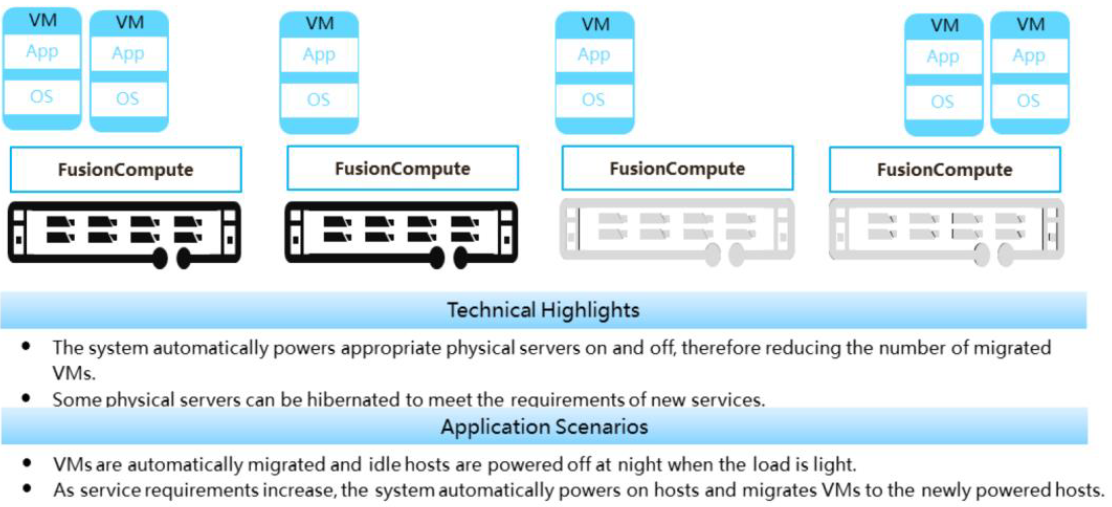 VM VM VM VM VM VM
App App App App App App
OS OS OS OS OS OS
FusionCompute FusionCompute FusionCompute FusionCompute
Technical Highlights
• The system automatically powers appropriate physical servers on and off, therefore reducing the number of migrated
VMs.
• Some physical servers can be hibernated to meet the requirements of new services.
Application Scenarios
• VMs are automatically migrated and idle hosts are powered off at night when the load is light.
• As service requirements increase, the system automatically powers on hosts and migrates VMs to the newly powered hosts.